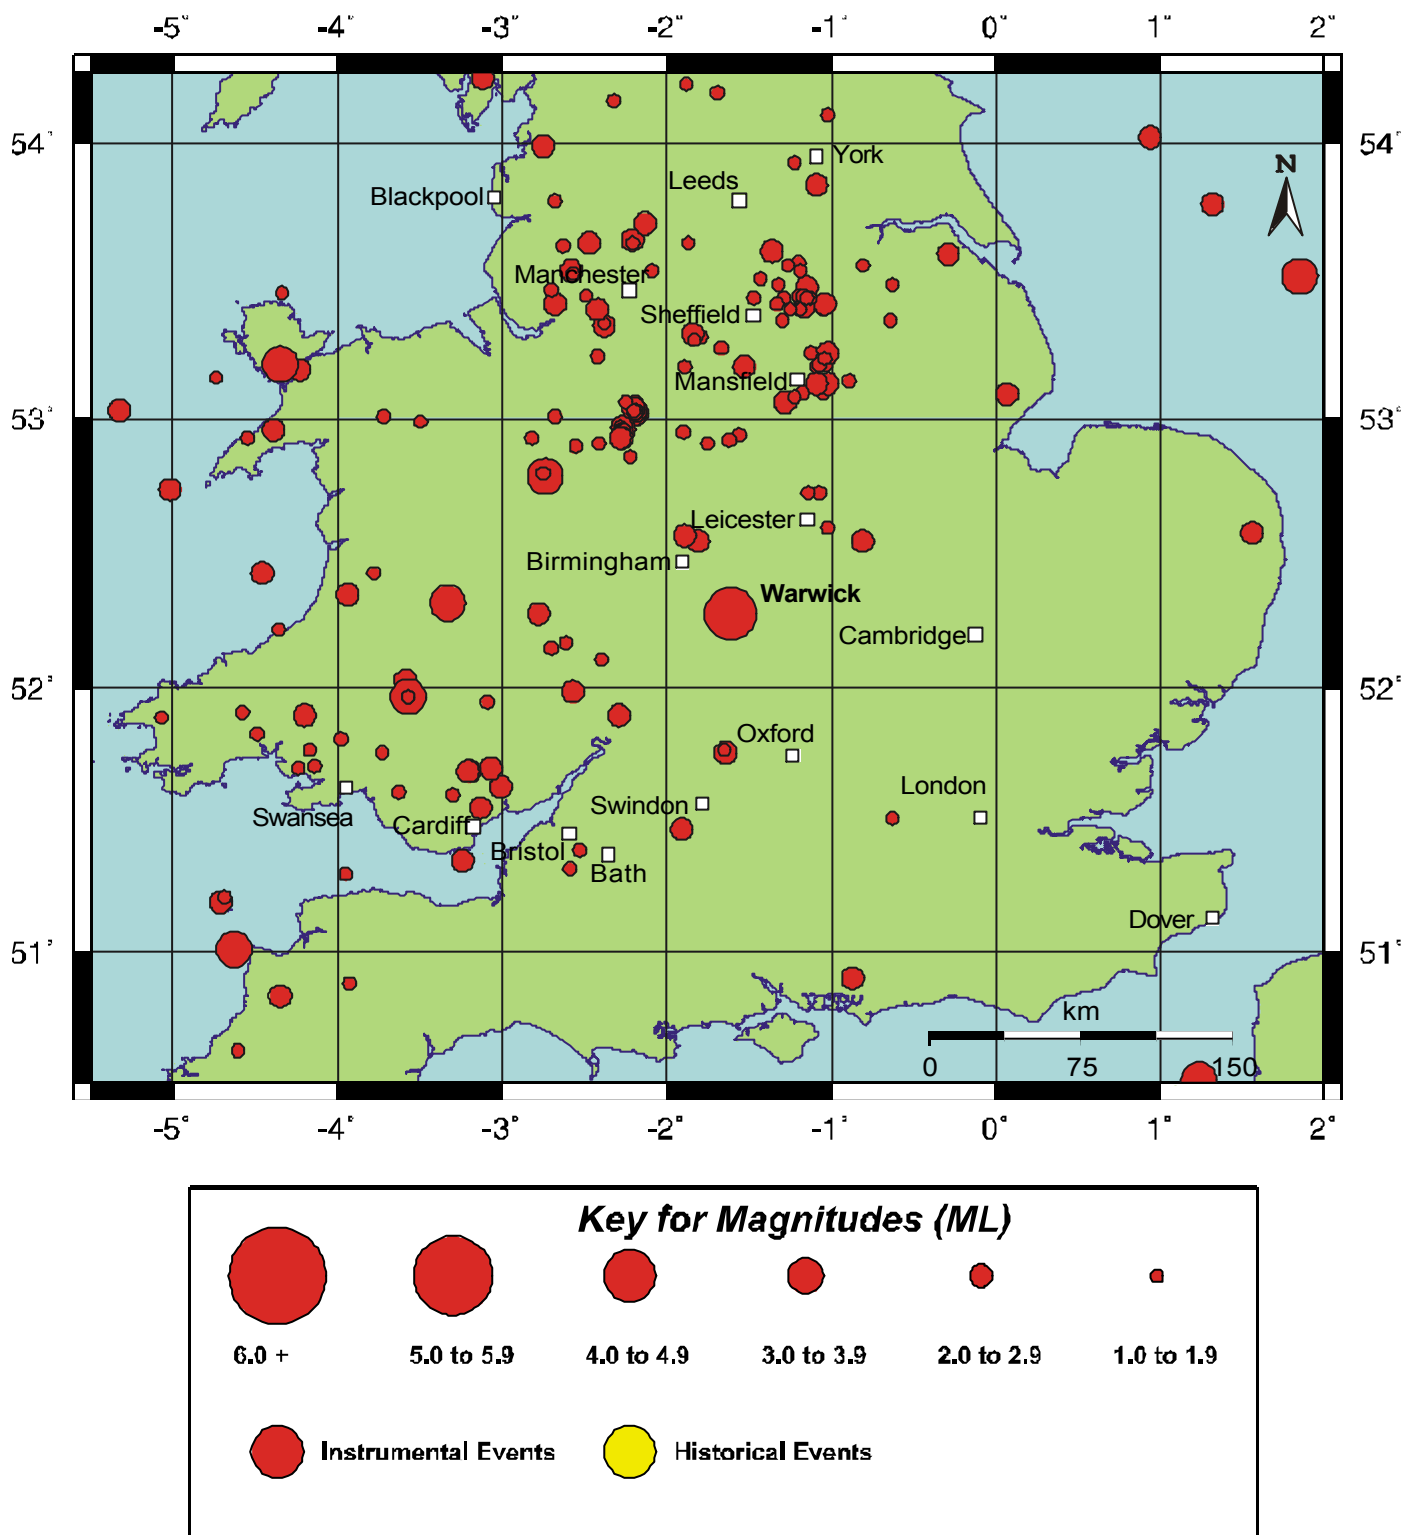 -5° -4° -3° -2° -1° 0° 1° 2°
54° 54°
N
York
Leeds
Blackpool
Manchester
Sheffield
Mansfield
53° 53°
Leicester
Birmingham
Warwick
Cambridge
52° 52°
Oxford
London
Swindon
Swansea
Cardiff
Bristol
Bath
Dover
51° 51°
km
0 75 150
-5° -4° -3° -2° -1° 0° 1° 2°
Key for Magnitudes (ML)
6.0 + 5.0 to 5.9 4.0 to 4.9 3.0 to 3.9 2.0 to 2.9 1.0 to 1.9
Instrumental Events Historical Events